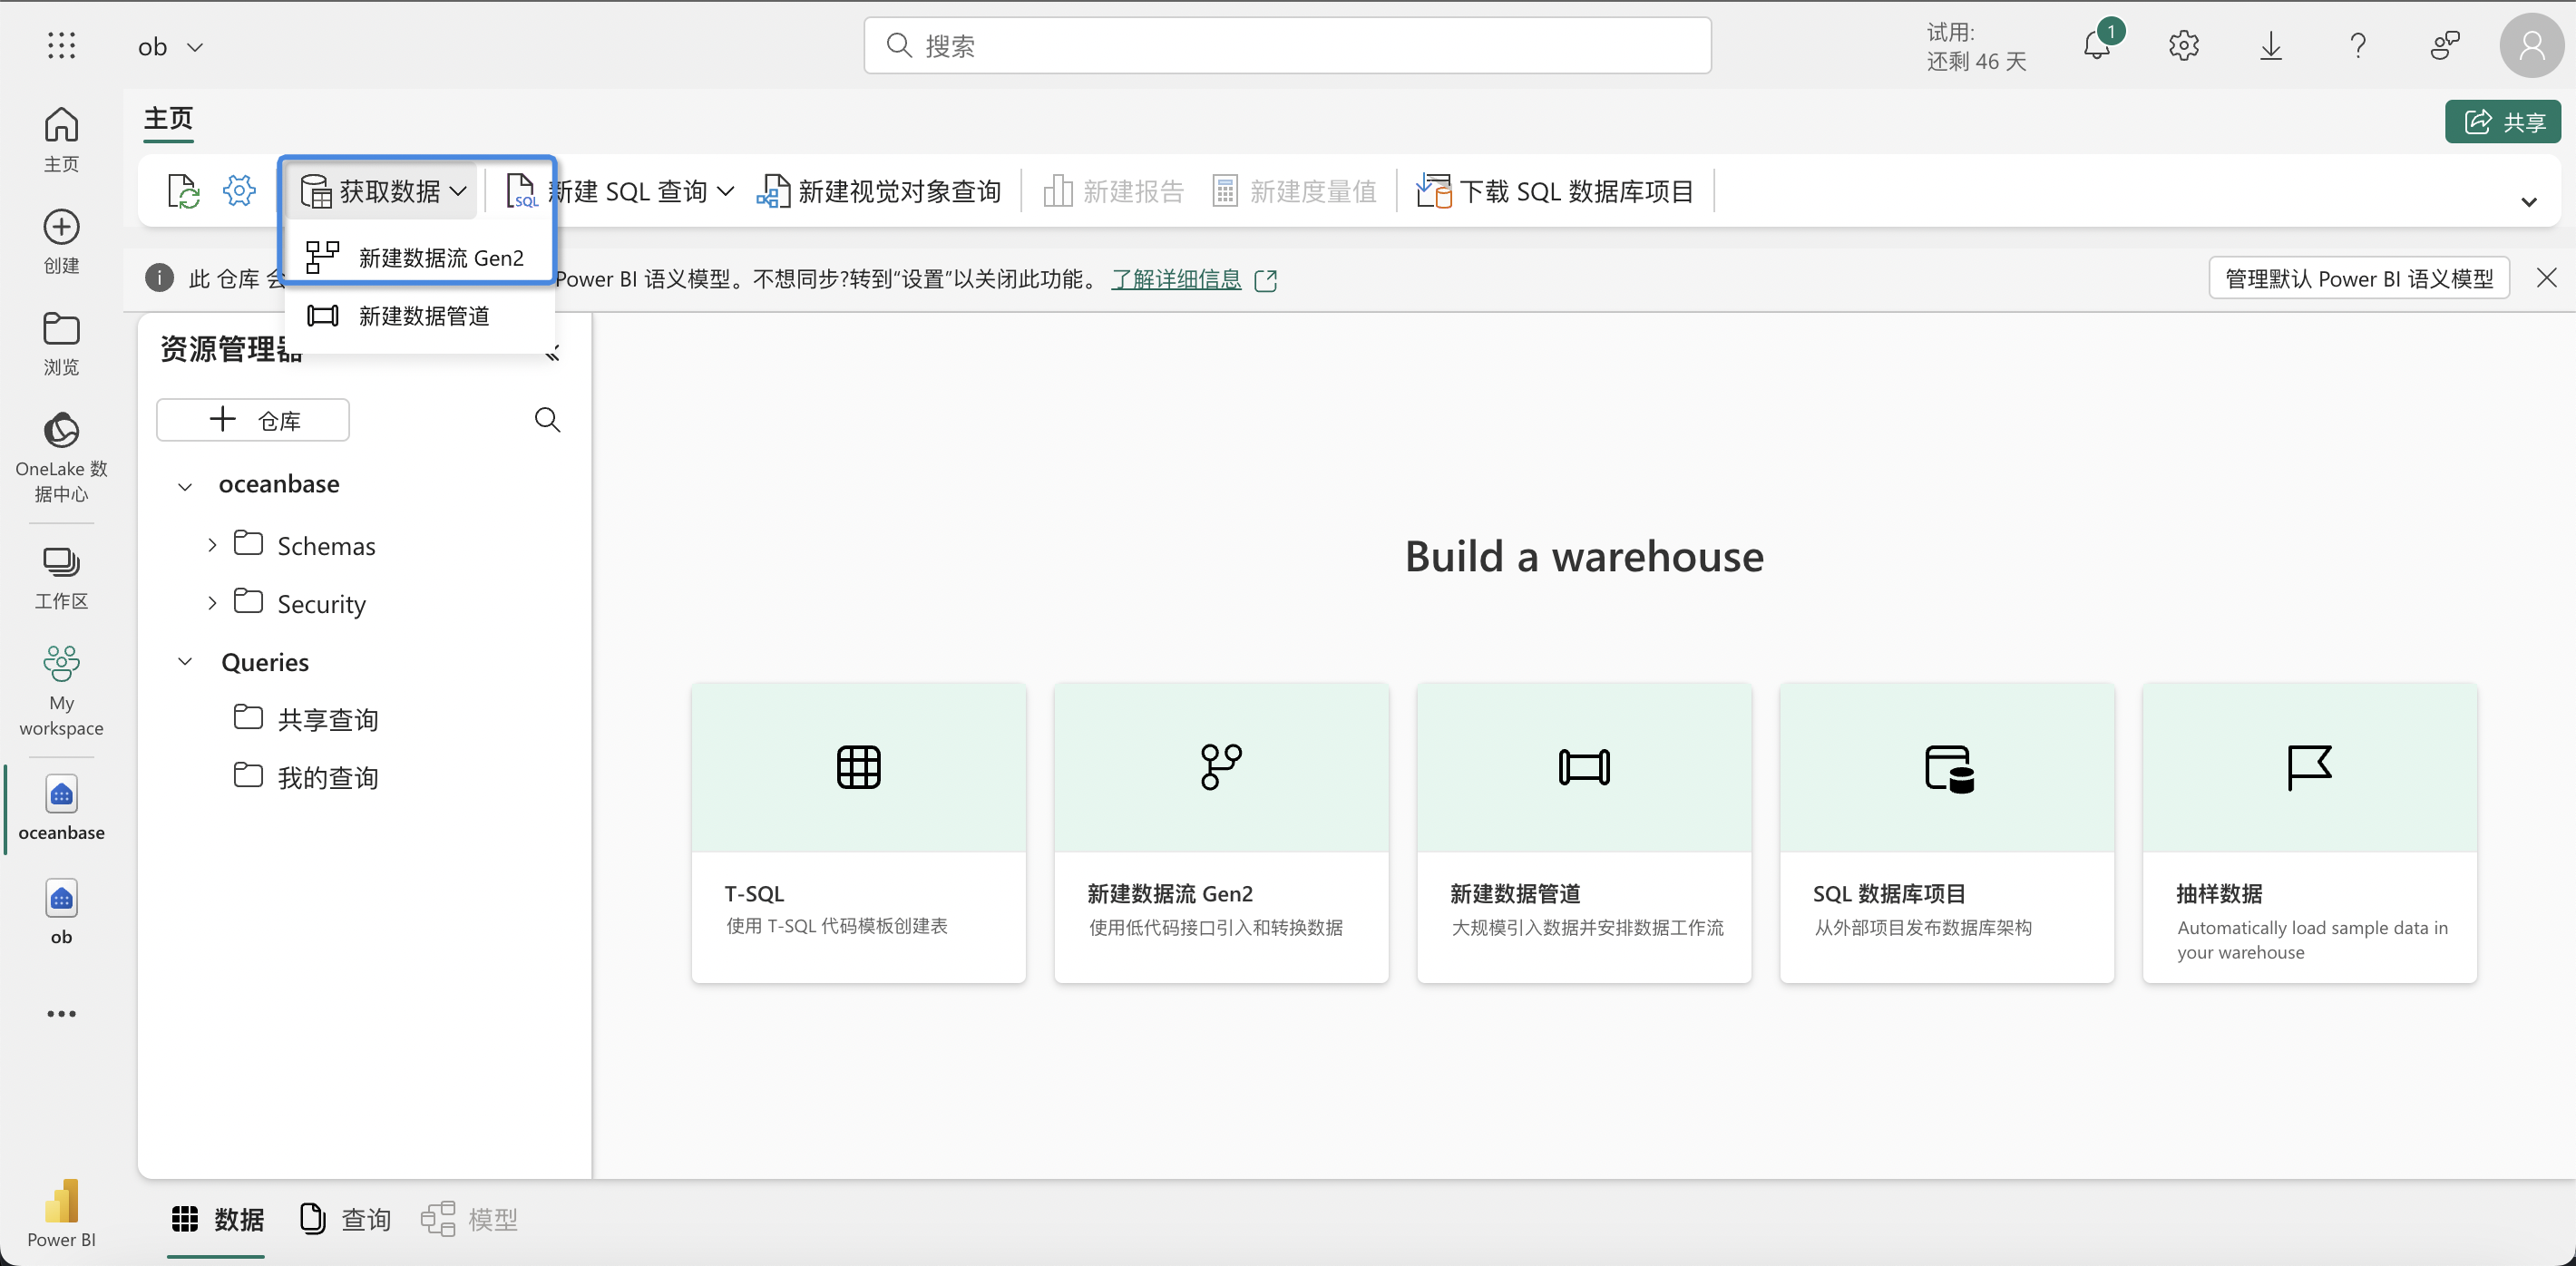 ob
搜索
试用:
还剩 46 天
1
主页
共享
获取数据
新建 SQL 查询
新建视觉对象查询
新建报告
新建度量值
下载 SQL 数据库项目
新建数据流 Gen2
新建数据管道
此 仓库 会
Power BI 语义模型。不想同步?转到“设置”以关闭此功能。 了解详细信息
管理默认 Power BI 语义模型
主页
创建
浏览
OneLake 数
据中心
工作区
My
workspace
oceanbase
ob
Power BI
资源管理器
仓库
oceanbase
Schemas
Security
Queries
共享查询
我的查询
Build a warehouse
T-SQL
使用 T-SQL 代码模板创建表
新建数据流 Gen2
使用低代码接口引入和转换数据
新建数据管道
大规模引入数据并安排数据工作流
SQL 数据库项目
从外部项目发布数据库架构
抽样数据
Automatically load sample data in
your warehouse
数据
查询
模型